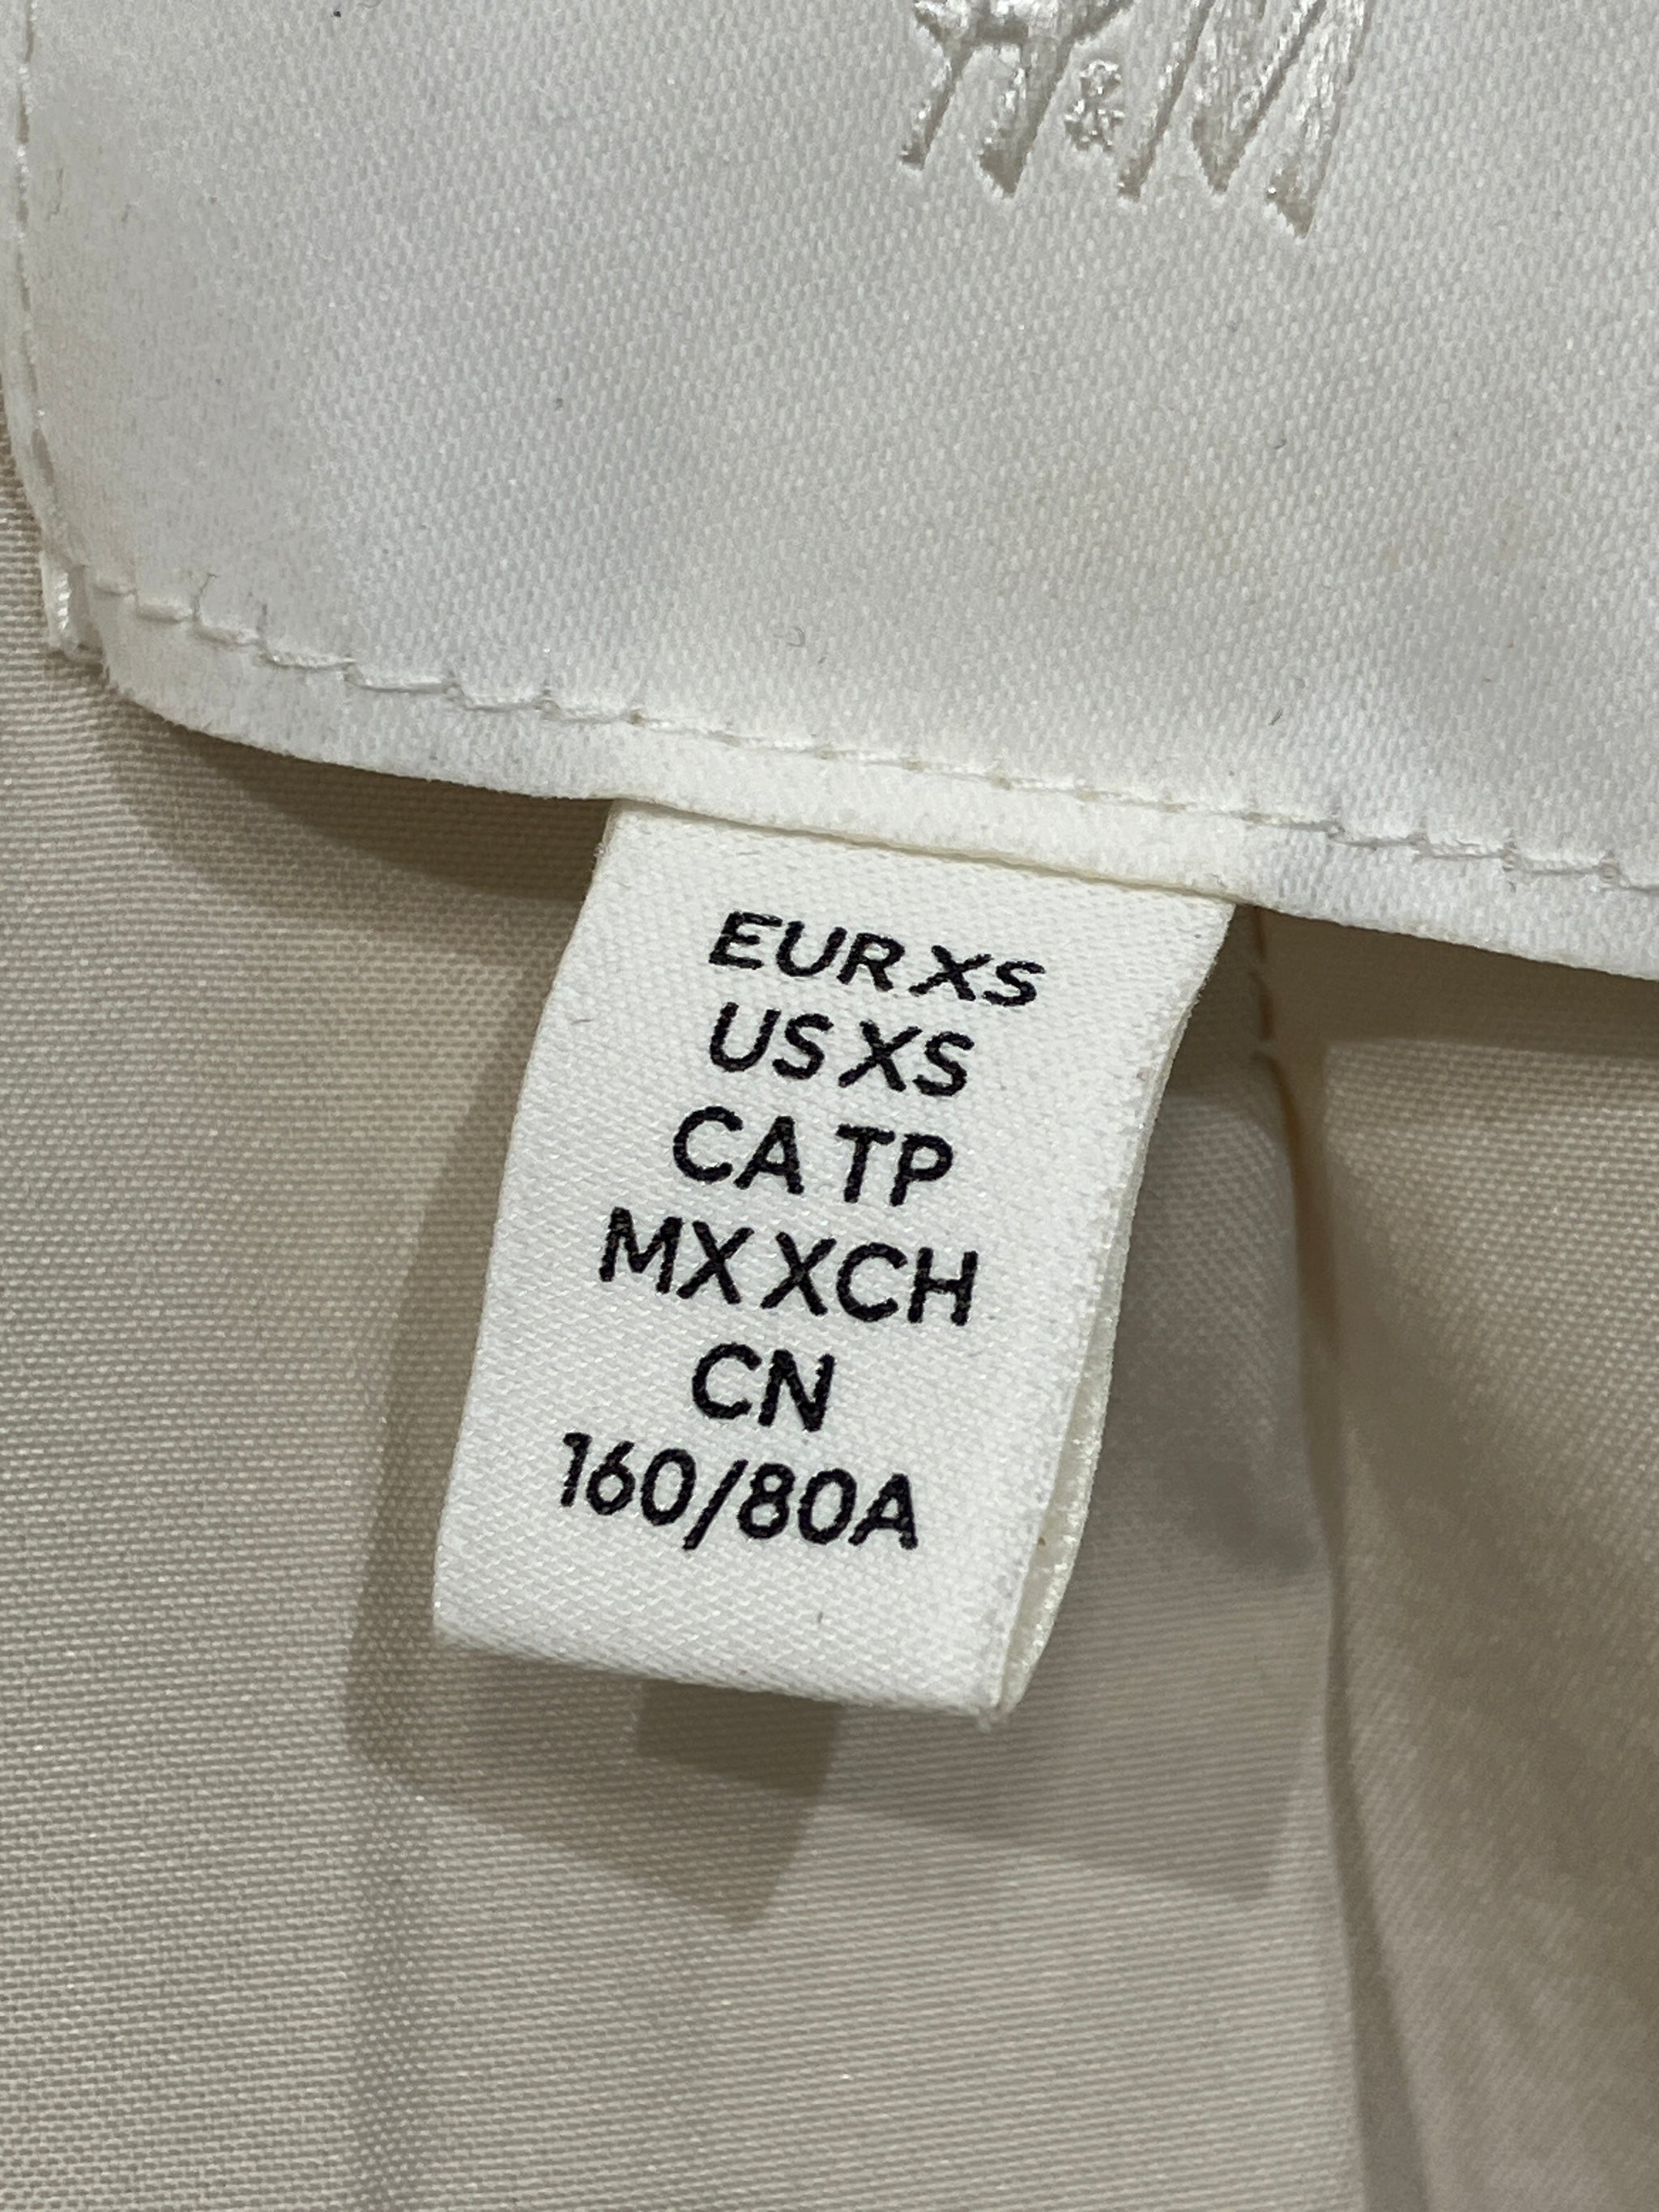 H&M
EUR XS
US XS
CA TP
MX XCH
CN
160/80A